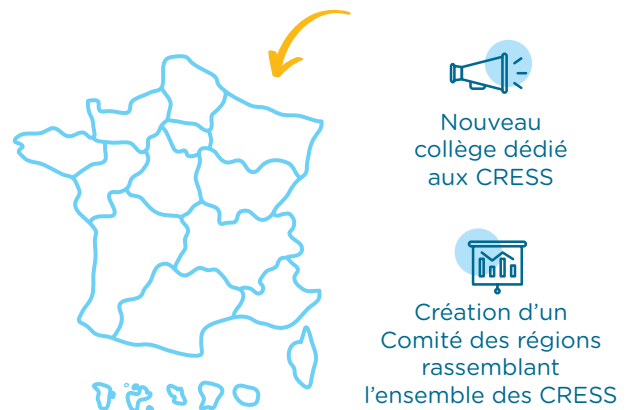 Nouveau
collège dédié
aux CRESS
Création d’un
Comité des régions
rassemblant
l’ensemble des CRESS